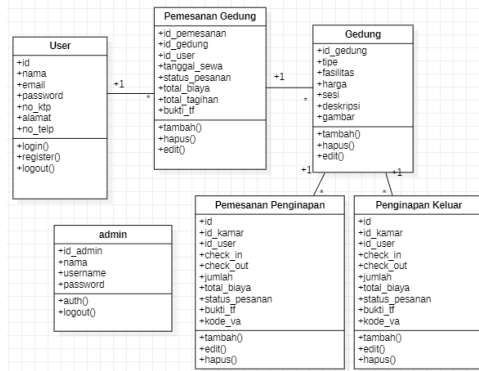 User
+id
+nama
+email
+password
+no_ktp
+alamat
+no_telp
+login()
+register()
+logout()
+1
*
Pemesanan Gedung
+id_pemesanan
+id_gedung
+id_user
+tanggal_sewa
+status_pesanan
+total_biaya
+total_tagihan
+bukti_tf
+tambah()
+hapus()
+edit()
+1
*
Gedung
+id_gedung
+tipe
+fasilitas
+harga
+sesi
+deskripsi
+gambar
+tambah()
+hapus()
+edit()
+1
*
+1
*
admin
+id_admin
+nama
+username
+password
+auth()
+logout()
Pemesanan Penginapan
+id
+id_kamar
+id_user
+check_in
+check_out
+jumlah
+total_biaya
+status_pesanan
+bukti_tf
+kode_va
+tambah()
+edit()
+hapus()
Penginapan Keluar
+id
+id_kamar
+id_user
+check_in
+check_out
+jumlah
+total_biaya
+status_pesanan
+bukti_tf
+kode_va
+tambah()
+edit()
+hapus()